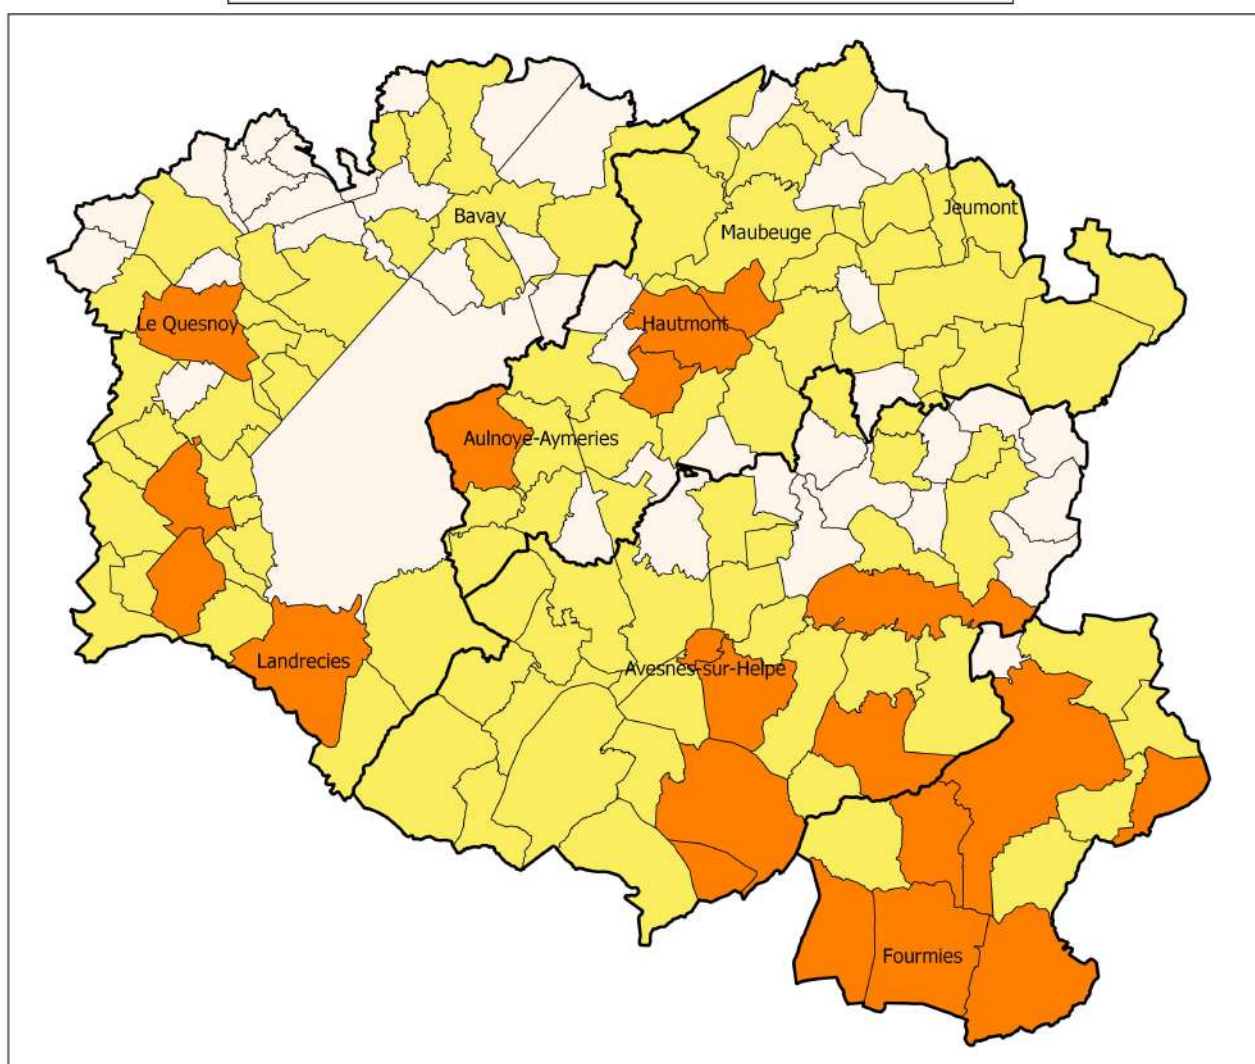 Jeumont
Bavay
Maubeuge
Le Quesnoy
Hautmont
Aulnoye-Aymeries
Landrecies
Avesnes-sur-Helpe
Fourmies